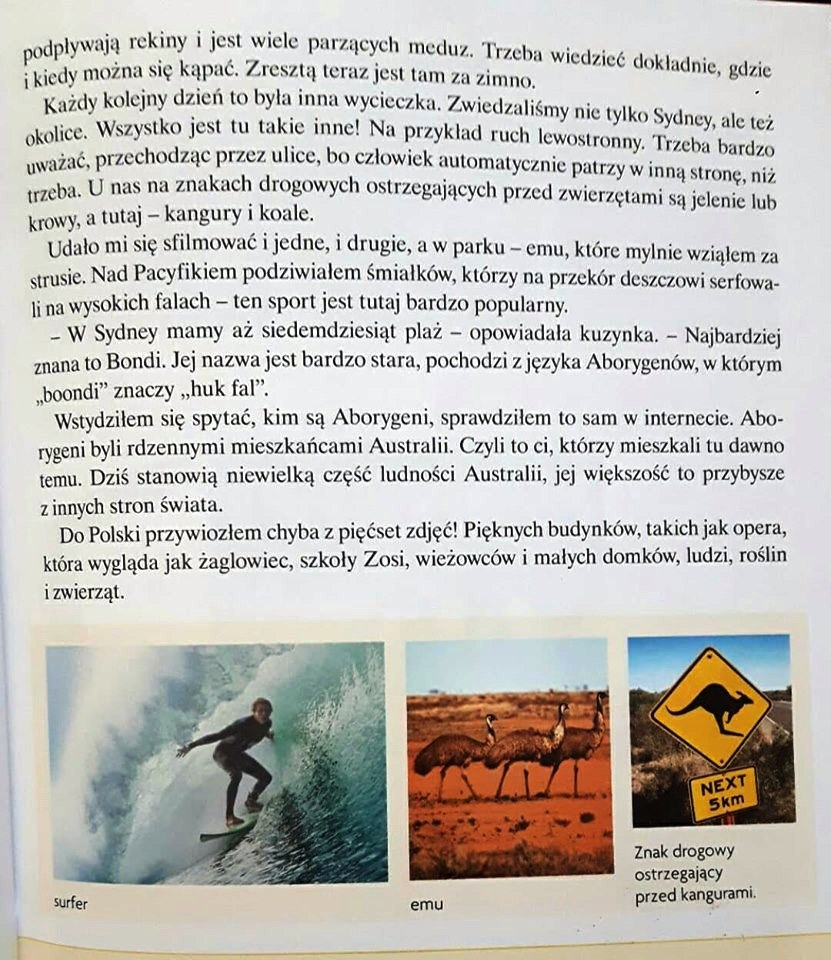 podpływają rekiny i jest wiele parzących meduz. Trzeba wiedzieć dokładnie, gdzie
i kiedy można się kąpać. Zresztą teraz jest tam za zimno.
Każdy kolejny dzień to była inna wycieczka. Zwiedzaliśmy nie tylko Sydney, ale też
okolice. Wszystko jest tu takie inne! Na przykład ruch lewostronny. Trzeba bardzo
uważać, przechodząc przez ulice, bo człowiek automatycznie patrzy w inną stronę, niż
trzeba. U nas na znakach drogowych ostrzegających przed zwierzętami są jelenie lub
krowy, a tutaj – kangury i koale.
Udało mi się sfilmować i jedne, i drugie, a w parku – emu, które mylnie wziąłem za
strusie. Nad Pacyfikiem podziwiałem śmiałków, którzy na przekór deszczowi serfowa-
li na wysokich falach – ten sport jest tutaj bardzo popularny.
– W Sydney mamy aż siedemdziesiąt plaż – opowiadała kuzynka. – Najbardziej
znana to Bondi. Jej nazwa jest bardzo stara, pochodzi z języka Aborygenów, w którym
„boondi” znaczy „huk fal”.
Wstydziłem się spytać, kim są Aborygeni, sprawdziłem to sam w internecie. Abo-
rygeni byli rdzennymi mieszkańcami Australii. Czyli to ci, którzy mieszkali tu dawno
temu. Dziś stanowią niewielką część ludności Australii, jej większość to przybysze
z innych stron świata.
Do Polski przywiozłem chyba z pięćset zdjęć! Pięknych budynków, takich jak opera,
która wygląda jak żaglowiec, szkoły Zosi, wieżowców i małych domków, ludzi, roślin
i zwierząt.
NEXT
5km
surfer
emu
Znak drogowy
ostrzegający
przed kangurami.